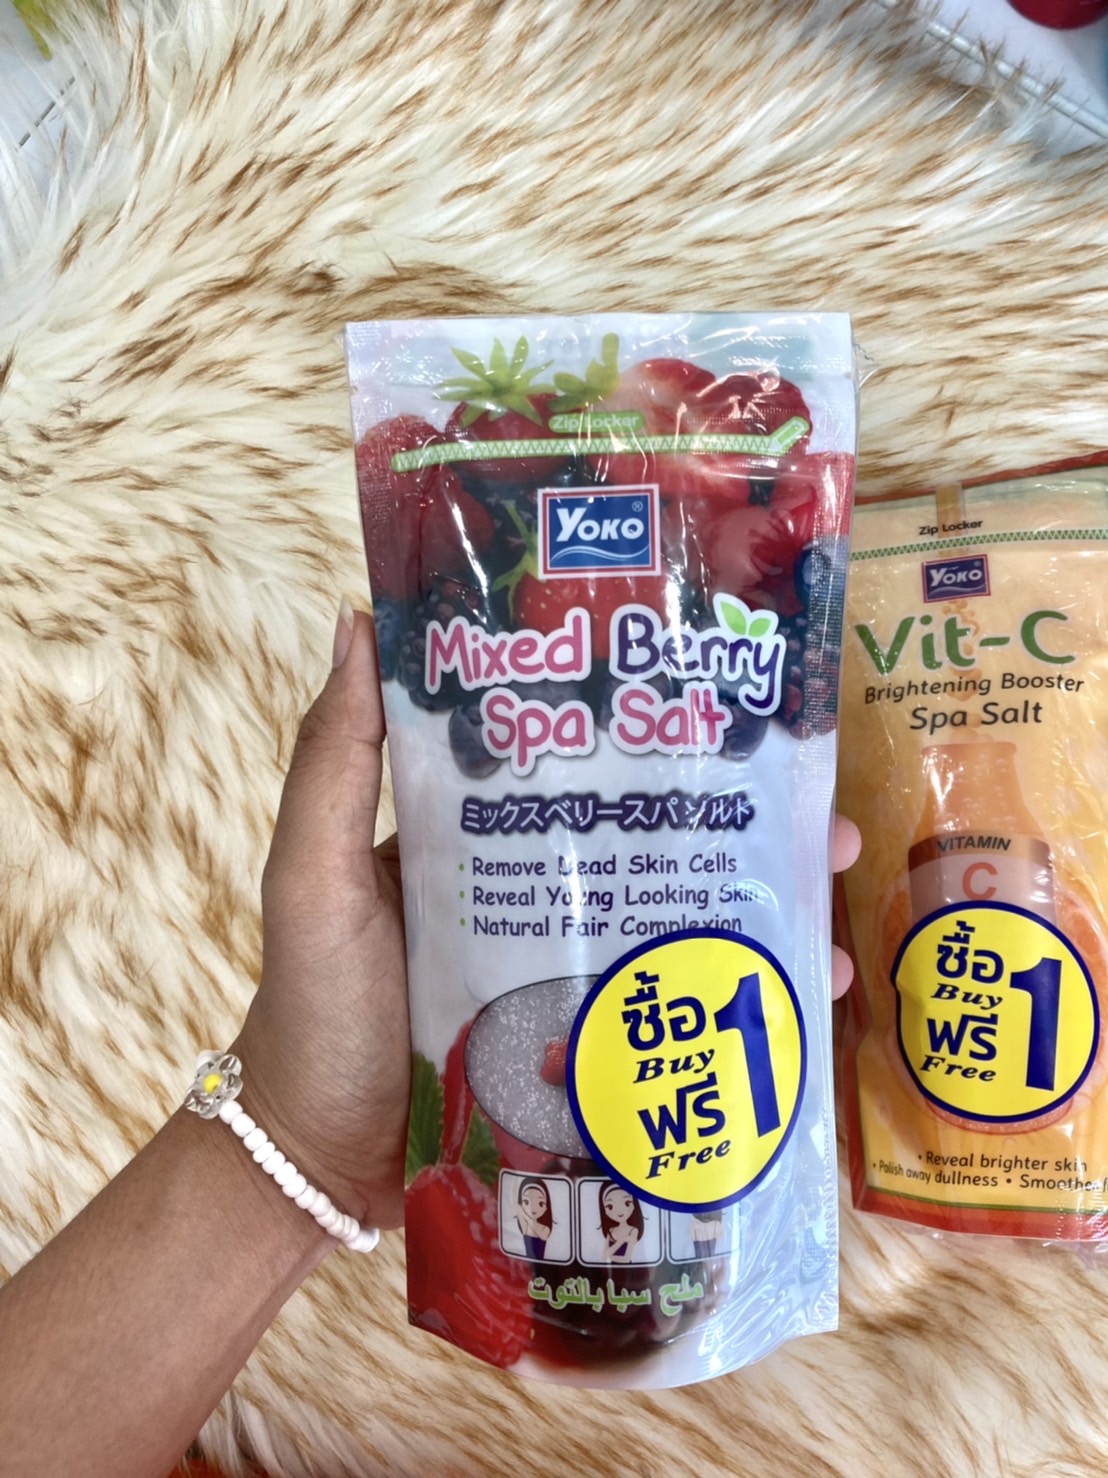 Zip Locker
YOKO®
Mixed Berry
Spa Salt
ミックスベリースパソルト
• Remove Dead Skin Cells
• Reveal Young Looking Skin
• Natural Fair Complexion
ซื้อ
Buy
1
ฟรี
Free
ملح سبا بالتوت
Zip Locker
YOKO
Vit-C
Brightening Booster
Spa Salt
VITAMIN
C
ซื้อ
Buy
1
ฟรี
Free
• Reveal brighter skin
• Polish away dullness • Smoothen